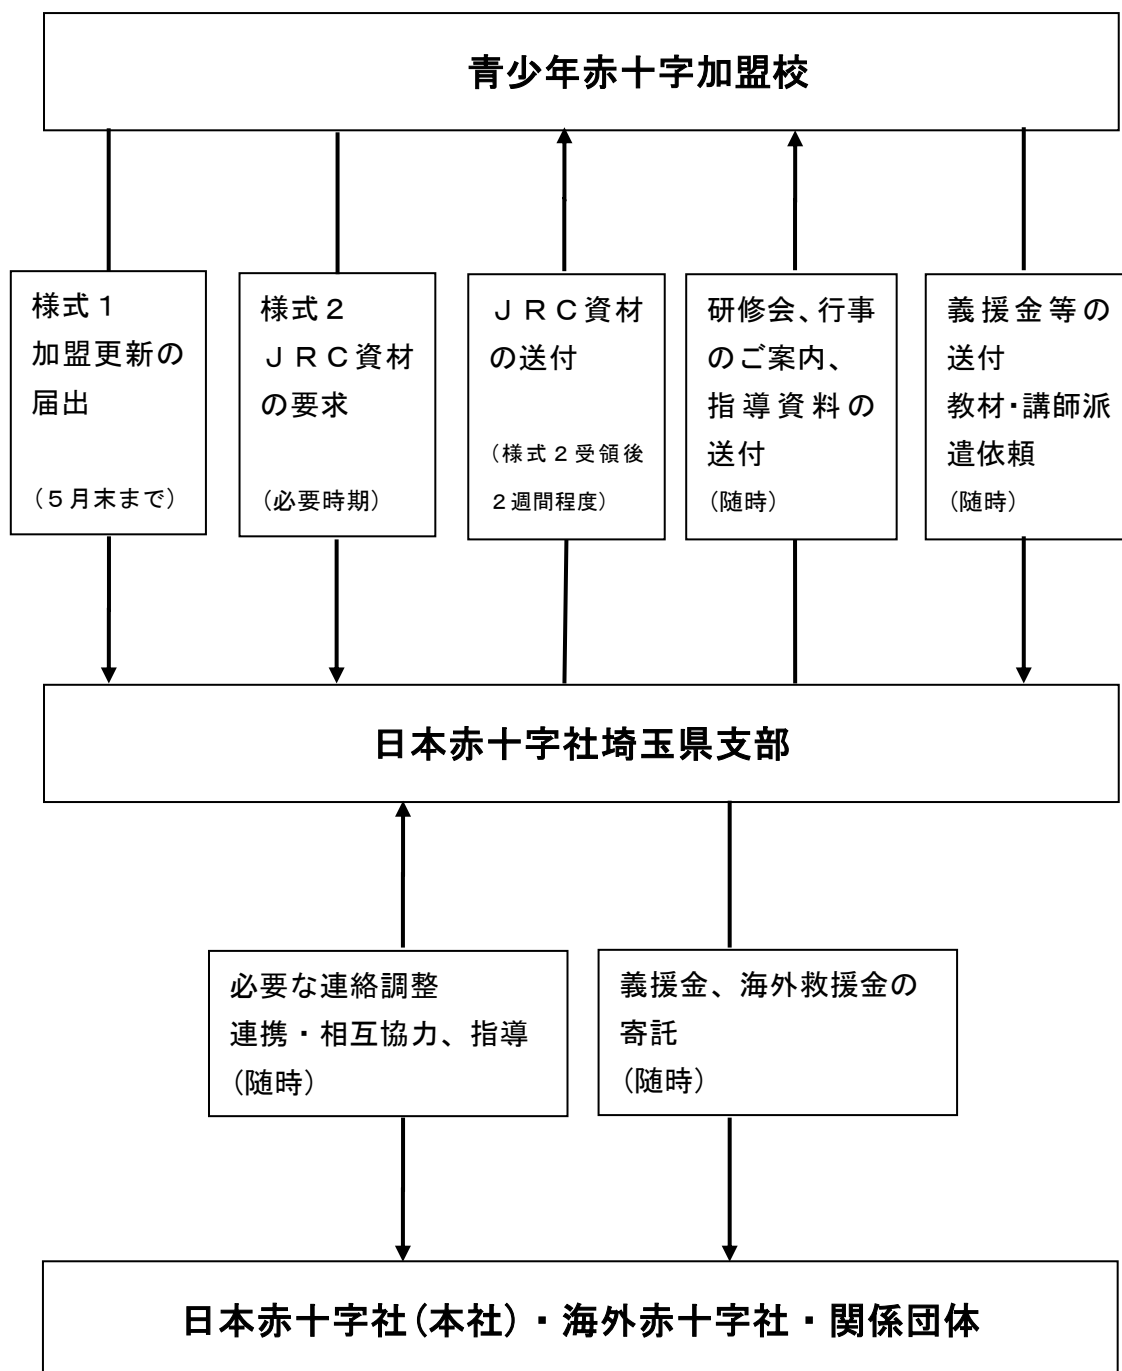 青少年赤十字加盟校
様式１
加盟更新の
届出
（５月末まで）
様式２
ＪＲＣ資材
の要求
（必要時期）
ＪＲＣ資材
の送付
（様式２受領後
２週間程度）
研修会、行事
のご案内、
指導資料の
送付
（随時）
義援金等の
送付
教材・講師派
遣依頼
（随時）
日本赤十字社埼玉県支部
必要な連絡調整
連携・相互協力、指導
（随時）
義援金、海外救援金の
寄託
（随時）
日本赤十字社（本社）・海外赤十字社・関係団体